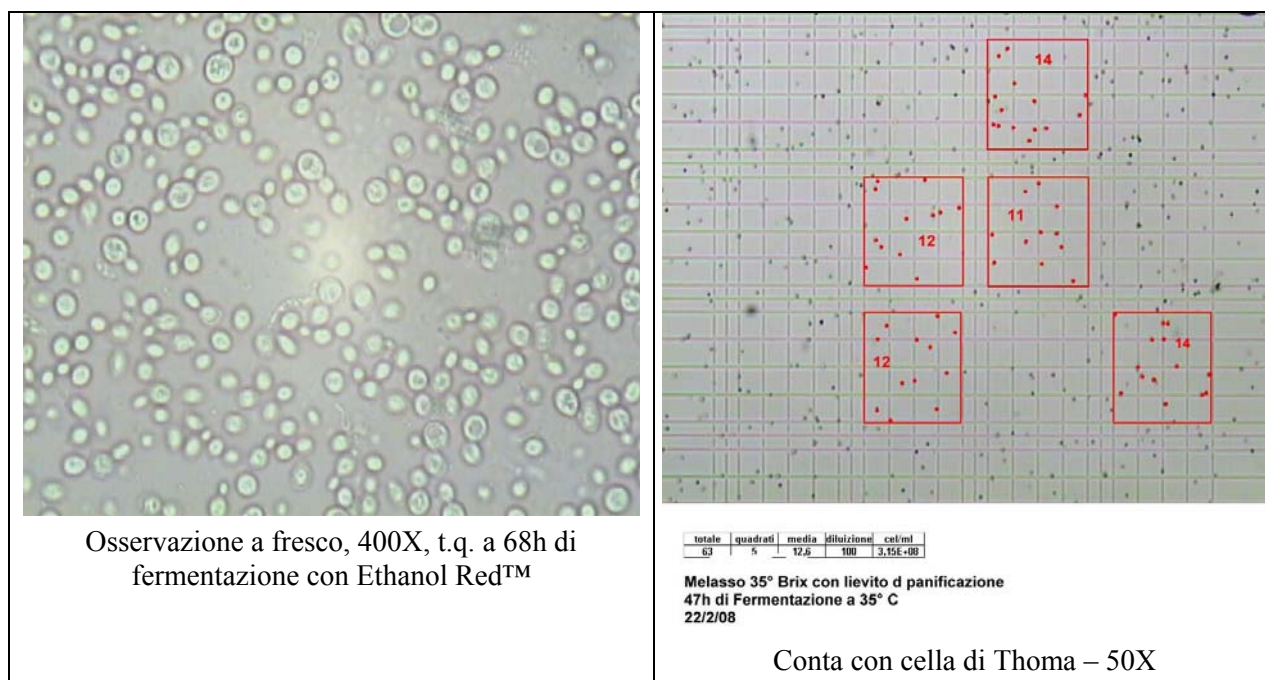 Osservazione a fresco, 400X, t.q. a 68h di
fermentazione con Ethanol Red™
14
12
11
12
14
totale quadrati media diluizione cel/ml
63 5 12,6 100 3,15E+08
Melasso 35° Brix con lievito d panificazione
47h di Fermentazione a 35° C
22/2/08
Conta con cella di Thoma – 50X